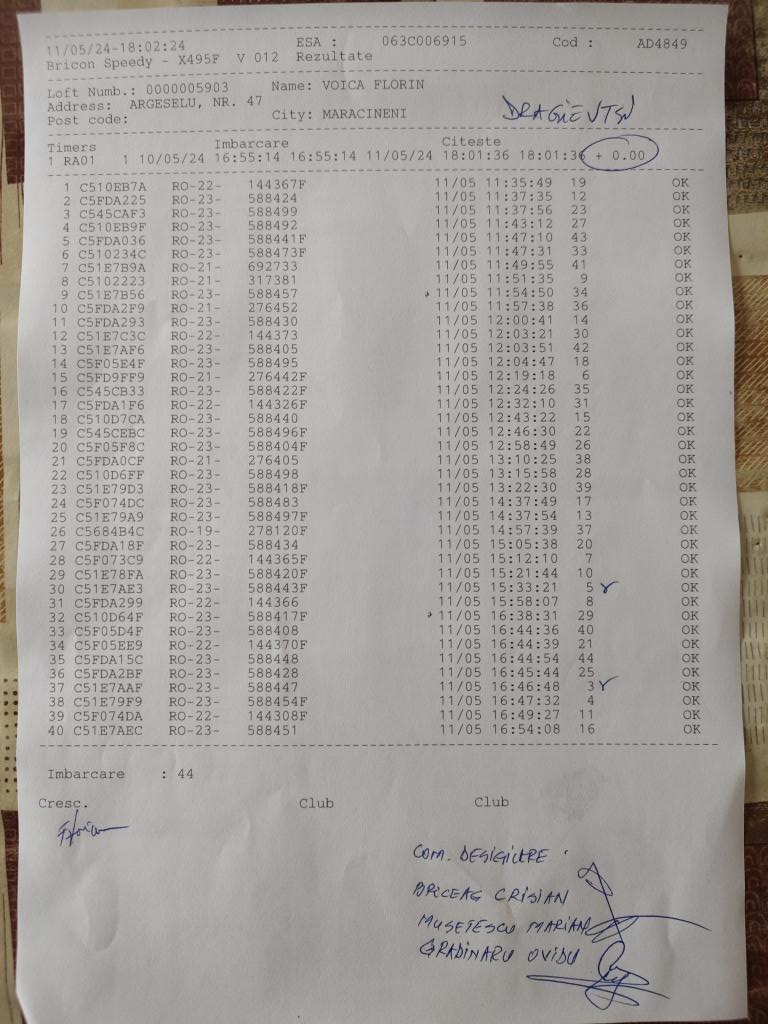 11/05/24-18:02:24 ESA : 063C006915 Cod : AD4849
Bricon Speedy - X495F V 012 Rezultate
Loft Numb.: 0000005903 Name: VOICA FLORIN
Address: ARGESELU, NR. 47
Post code: City: MARACINENI
Timers Imbarcare Citeste
1 RA01 1 10/05/24 16:55:14 16:55:14 11/05/24 18:01:36 18:01:36 + 0.00
1 C510EB7A RO-22- 144367F 11/05 11:35:49 19 OK
2 C5FDA225 RO-23- 588424 11/05 11:37:35 12 OK
3 C545CAF3 RO-23- 588499 11/05 11:37:56 23 OK
4 C510EB9F RO-23- 588492 11/05 11:43:12 27 OK
5 C5FDA036 RO-23- 588441F 11/05 11:47:10 43 OK
6 C510234C RO-23- 588473F 11/05 11:47:31 33 OK
7 C51E7B9A RO-21- 692733 11/05 11:49:55 41 OK
8 C5102223 RO-21- 317381 11/05 11:51:35 9 OK
9 C51E7B56 RO-23- 588457 11/05 11:54:50 34 OK
10 C5FDA2F9 RO-21- 276452 11/05 11:57:38 36 OK
11 C5FDA293 RO-23- 588430 11/05 12:00:41 14 OK
12 C51E7C3C RO-22- 144373 11/05 12:03:21 30 OK
13 C51E7AF6 RO-23- 588405 11/05 12:03:51 42 OK
14 C5F05E4F RO-23- 588495 11/05 12:04:47 18 OK
15 C5FD9FF9 RO-21- 276442F 11/05 12:19:18 6 OK
16 C545CB33 RO-23- 588422F 11/05 12:24:26 35 OK
17 C5FDA1F6 RO-22- 144326F 11/05 12:32:10 31 OK
18 C510D7CA RO-23- 588440 11/05 12:43:22 15 OK
19 C545CEBC RO-23- 588496F 11/05 12:46:30 22 OK
20 C5F05F8C RO-23- 588404F 11/05 12:58:49 26 OK
21 C5FDA0CF RO-21- 276405 11/05 13:10:25 38 OK
22 C510D6FF RO-23- 588498 11/05 13:15:58 28 OK
23 C51E79D3 RO-23- 588418F 11/05 13:22:30 39 OK
24 C5F074DC RO-23- 588483 11/05 14:37:49 17 OK
25 C51E79A9 RO-23- 588497F 11/05 14:37:54 13 OK
26 C5684B4C RO-19- 278120F 11/05 14:57:39 37 OK
27 C5FDA18F RO-23- 588434 11/05 15:05:38 20 OK
28 C5F073C9 RO-22- 144365F 11/05 15:12:10 7 OK
29 C51E78FA RO-23- 588420F 11/05 15:21:44 10 OK
30 C51E7AE3 RO-23- 588443F 11/05 15:33:21 5 OK
31 C5FDA299 RO-22- 144366 11/05 15:58:07 8 OK
32 C510D64F RO-23- 588417F 11/05 16:38:31 29 OK
33 C5F05D4F RO-23- 588408 11/05 16:44:36 40 OK
34 C5F05EE9 RO-22- 144370F 11/05 16:44:39 21 OK
35 C5FDA15C RO-23- 588448 11/05 16:44:54 44 OK
36 C5FDA2BF RO-23- 588428 11/05 16:45:44 25 OK
37 C51E7AAF RO-23- 588447 11/05 16:46:48 3 OK
38 C51E79F9 RO-23- 588454F 11/05 16:47:32 4 OK
39 C5F074DA RO-22- 144308F 11/05 16:49:27 11 OK
40 C51E7AEC RO-23- 588451 11/05 16:54:08 16 OK
Imbarcare : 44
Cresc. Club Club
COM. DESIGILARE
BRICEAG CRISIAN
MUSETESCU MARIAN
GRADINARU OVIDU